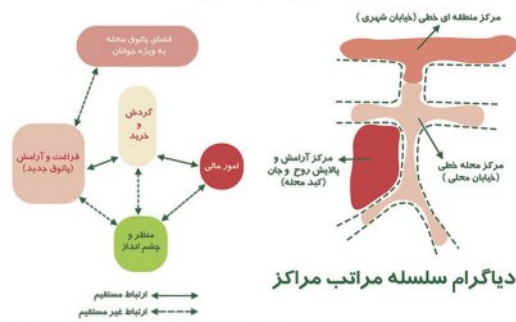 فضای پاتوق محله
به ویژه جوانان
گردش
و
خرید
فراغت و آرامش
(پاتوق جدید)
امور مالی
منظر و
چشم انداز
ارتباط مستقیم
ارتباط غیر مستقیم
مرکز منطقه ای خطی (خیابان شهری)
مرکز آرامش و
پالایش روح و جان
(کبد محله)
مرکز محله خطی
(خیابان محلی)
دیاگرام سلسله مراتب مراکز